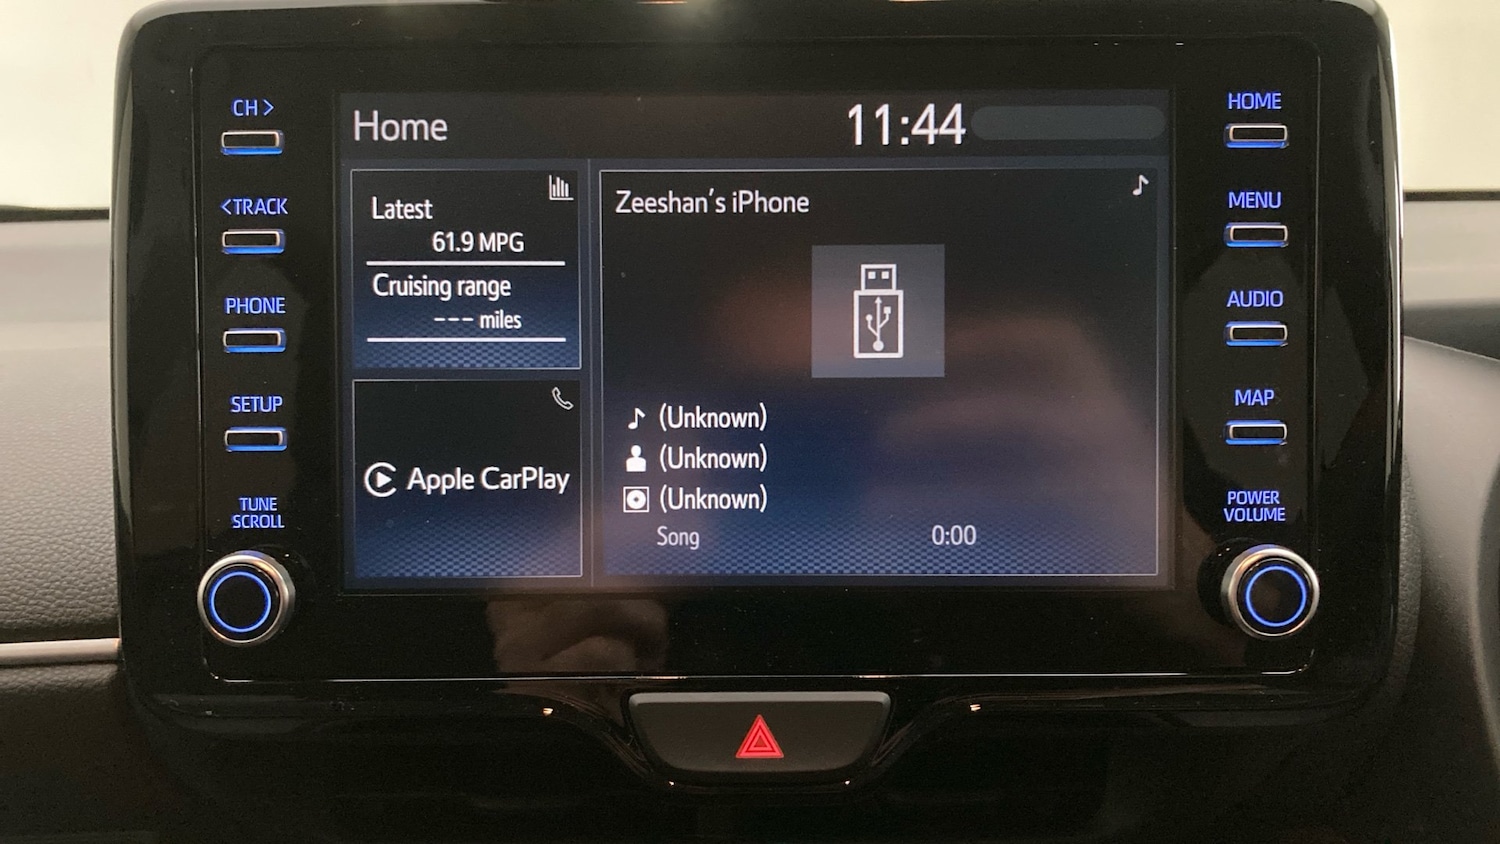 CH >
<TRACK
PHONE
SETUP
TUNE
SCROLL
Home
11:44
Latest
61.9 MPG
Cruising range
--- miles
Apple CarPlay
Zeeshan's iPhone
(Unknown)
(Unknown)
(Unknown)
Song 0:00
HOME
MENU
AUDIO
MAP
POWER
VOLUME